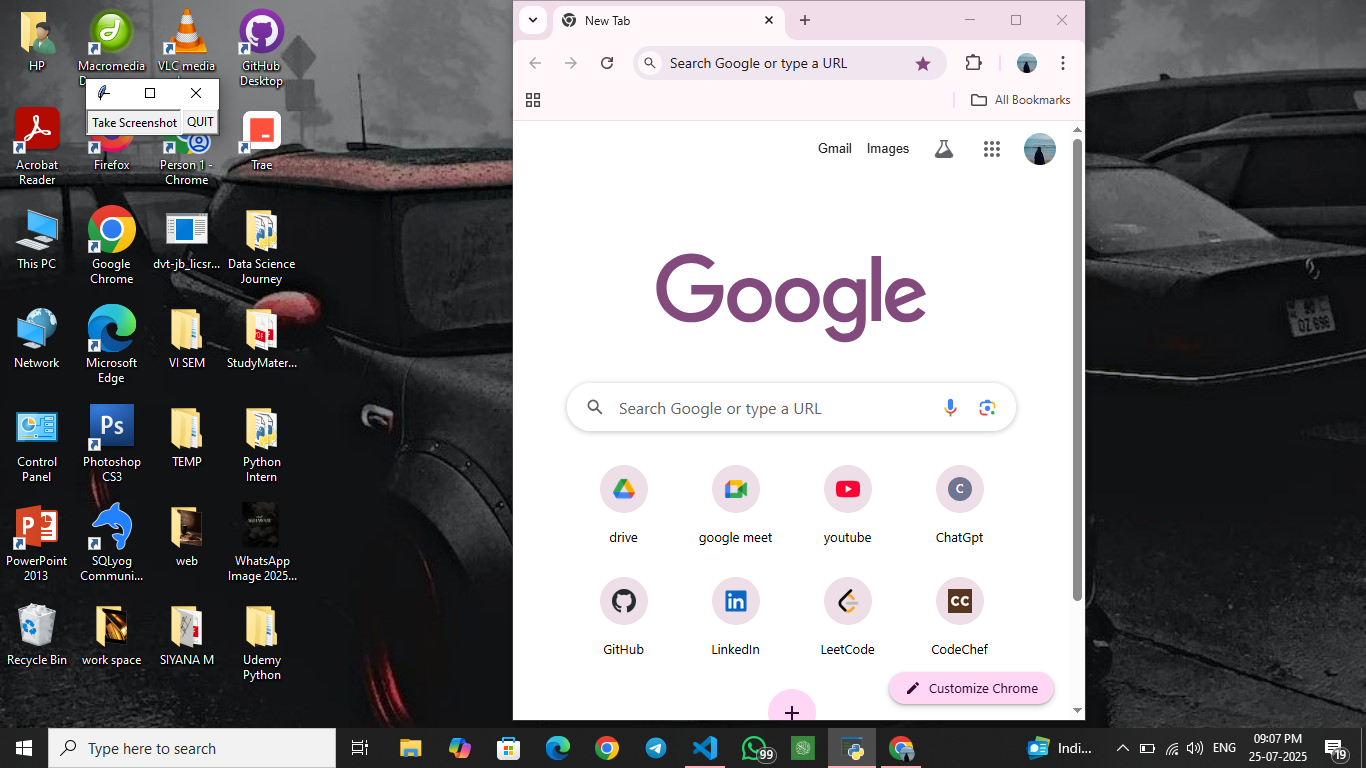 HP
Macromedia
VLC media
GitHub
Desktop
Take Screenshot
QUIT
Acrobat
Reader
Firefox
Person 1 -
Chrome
Trae
This PC
Google
Chrome
dvt-jb_licsr...
Data Science
Journey
Network
Microsoft
Edge
VI SEM
StudyMater...
Control
Panel
Ps
Photoshop
CS3
TEMP
Python
Intern
PowerPoint
2013
SQLyog
Communi...
web
WhatsApp
Image 2025...
Recycle Bin
work space
SIYANA M
Udemy
Python
New Tab
Search Google or type a URL
All Bookmarks
Gmail
Images
Google
Search Google or type a URL
drive
google meet
youtube
C
ChatGpt
GitHub
in
LinkedIn
LeetCode
CC
CodeChef
Customize Chrome
Type here to search
99
Indi...
ENG
09:07 PM
25-07-2025
19